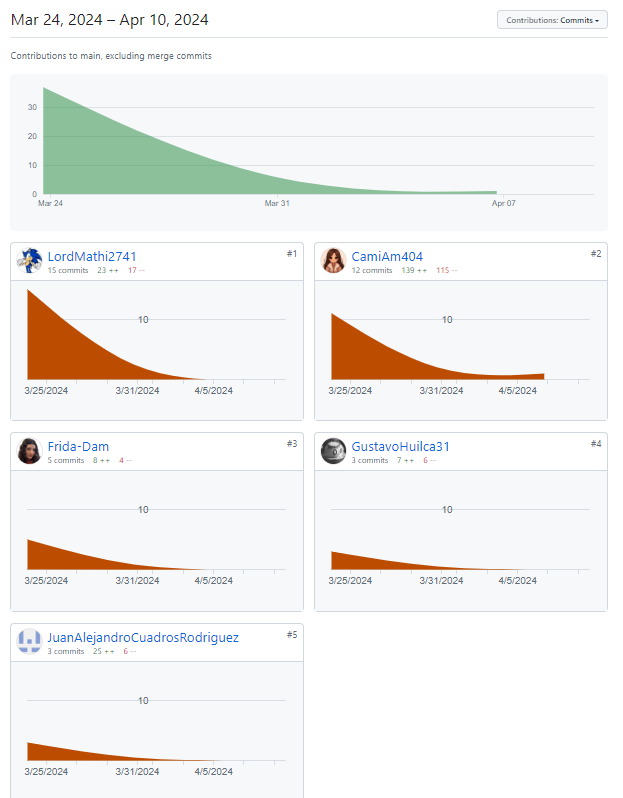 Mar 24, 2024 – Apr 10, 2024
Contributions: Commits
Contributions to main, excluding merge commits
30
20
10
0
Mar 24 Mar 31 Apr 07
LordMathi2741 #1
15 commits 23 ++ 17 --
10
3/25/2024 3/31/2024 4/5/2024
CamiAm404 #2
12 commits 139 ++ 115 --
10
3/25/2024 3/31/2024 4/5/2024
Frida-Dam #3
5 commits 8 ++ 4 --
10
3/25/2024 3/31/2024 4/5/2024
GustavoHuilca31 #4
3 commits 7 ++ 6 --
10
3/25/2024 3/31/2024 4/5/2024
JuanAlejandroCuadrosRodriguez #5
3 commits 25 ++ 6 --
10
3/25/2024 3/31/2024 4/5/2024